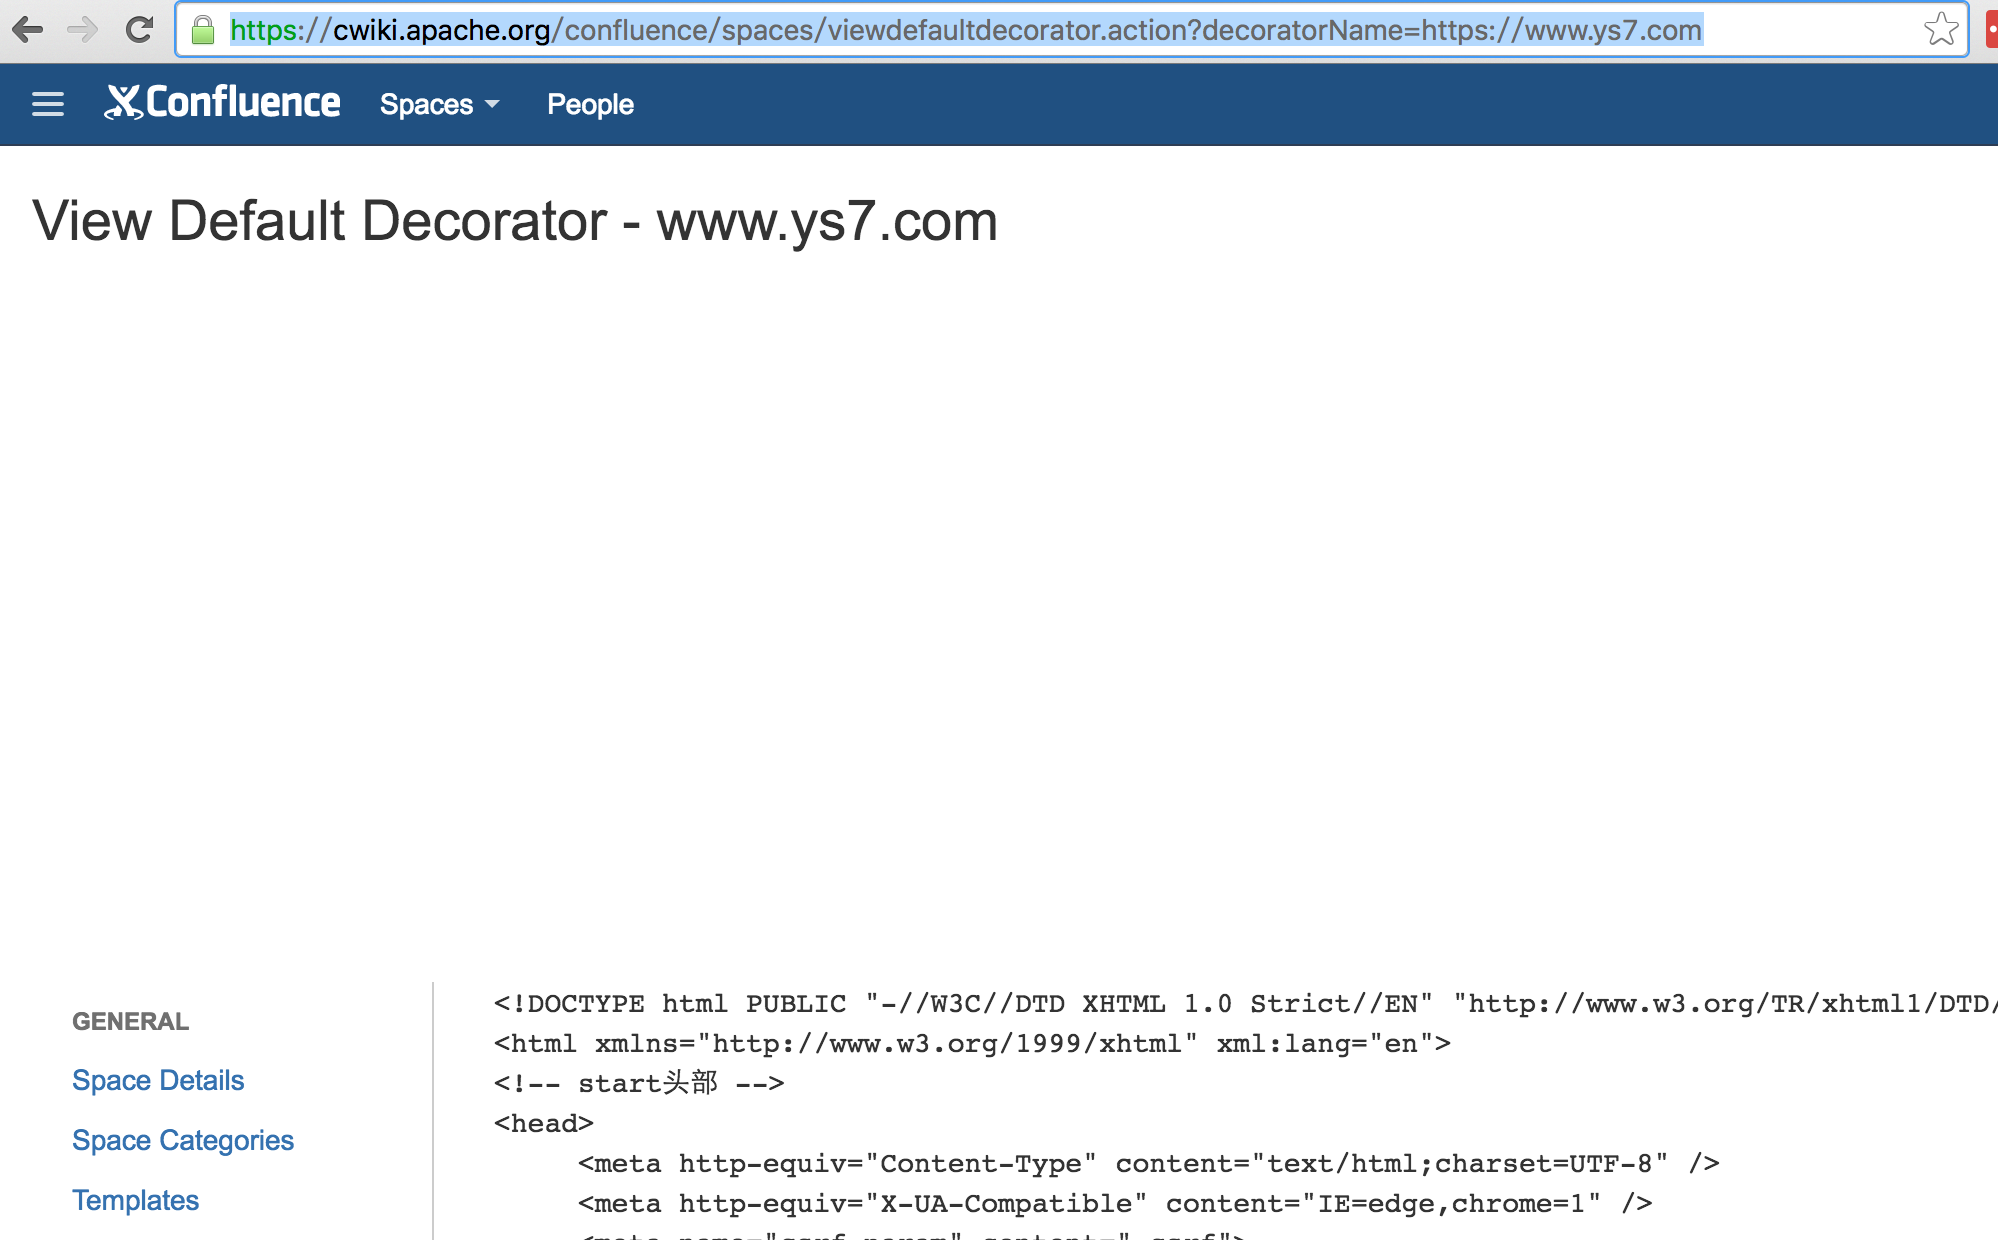 https://cwiki.apache.org/confluence/spaces/viewdefaultdecorator.action?decoratorName=https://www.ys7.com
Confluence Spaces People
View Default Decorator - www.ys7.com
GENERAL
Space Details
Space Categories
Templates
<!DOCTYPE html PUBLIC "-//W3C//DTD XHTML 1.0 Strict//EN" "http://www.w3.org/TR/xhtml1/DTD/
<html xmlns="http://www.w3.org/1999/xhtml" xml:lang="en">
<!-- start头部 -->
<head>
<meta http-equiv="Content-Type" content="text/html;charset=UTF-8" />
<meta http-equiv="X-UA-Compatible" content="IE=edge,chrome=1" />